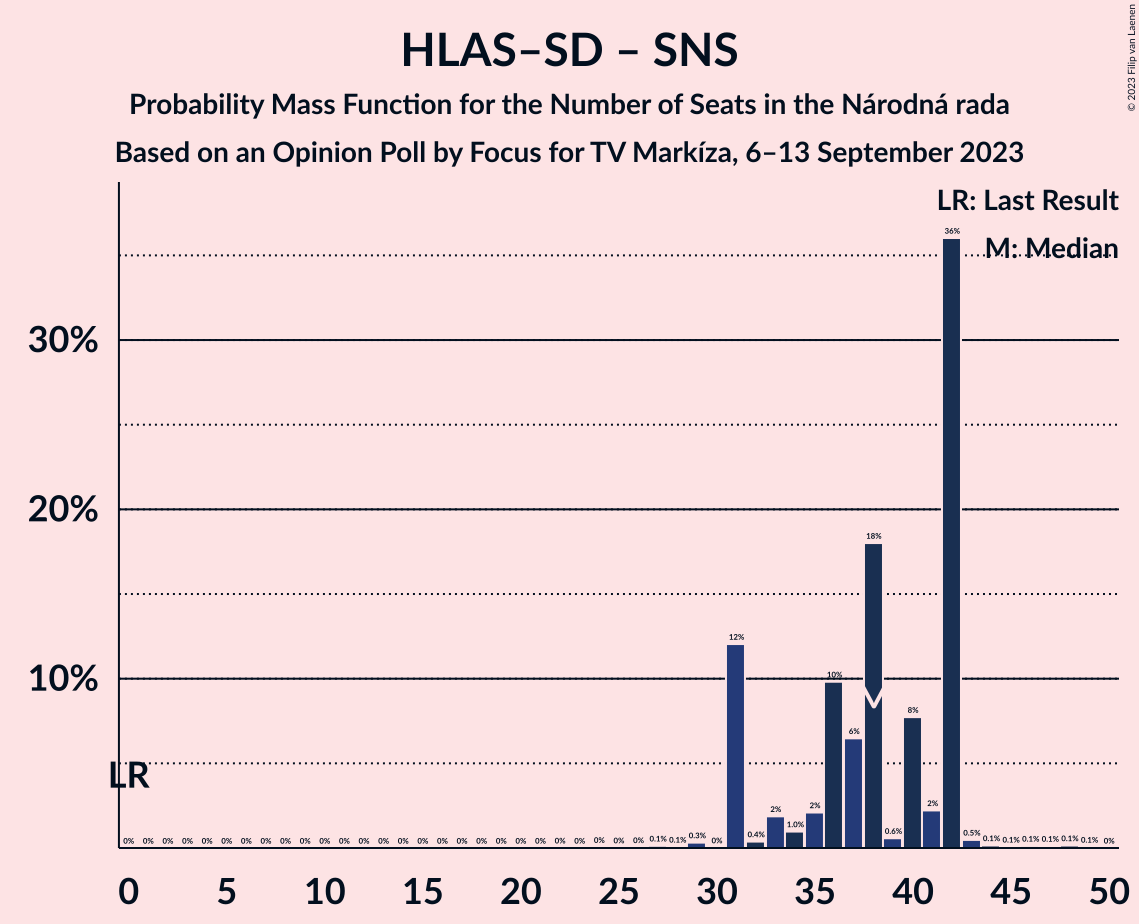 HLAS–SD – SNS
Probability Mass Function for the Number of Seats in the Národná rada
Based on an Opinion Poll by Focus for TV Markíza, 6–13 September 2023
© 2023 Filip van Laenen
LR: Last Result
M: Median
36%
30%
18%
20%
12%
10%
10%
8%
6%
LR
0% 0% 0% 0% 0% 0% 0% 0% 0% 0% 0% 0% 0% 0% 0% 0% 0% 0% 0% 0% 0% 0% 0% 0% 0% 0% 0% 0.1% 0.1% 0.3% 0% 0.4% 2% 1.0% 2% 0.6% 2% 0.5% 0.1% 0.1% 0.1% 0.1% 0.1% 0.1% 0%
0 5 10 15 20 25 30 35 40 45 50